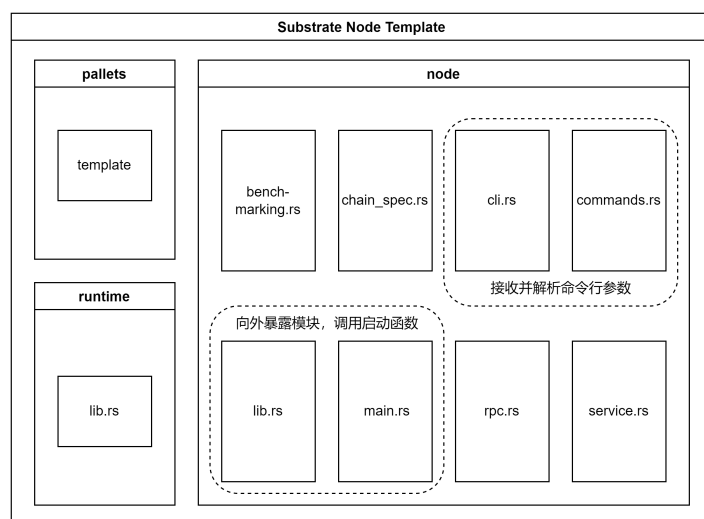 Substrate Node Template
pallets
template
runtime
lib.rs
node
bench-
marking.rs
chain_spec.rs
cli.rs
commands.rs
接收并解析命令行参数
向外暴露模块，调用启动函数
lib.rs
main.rs
rpc.rs
service.rs